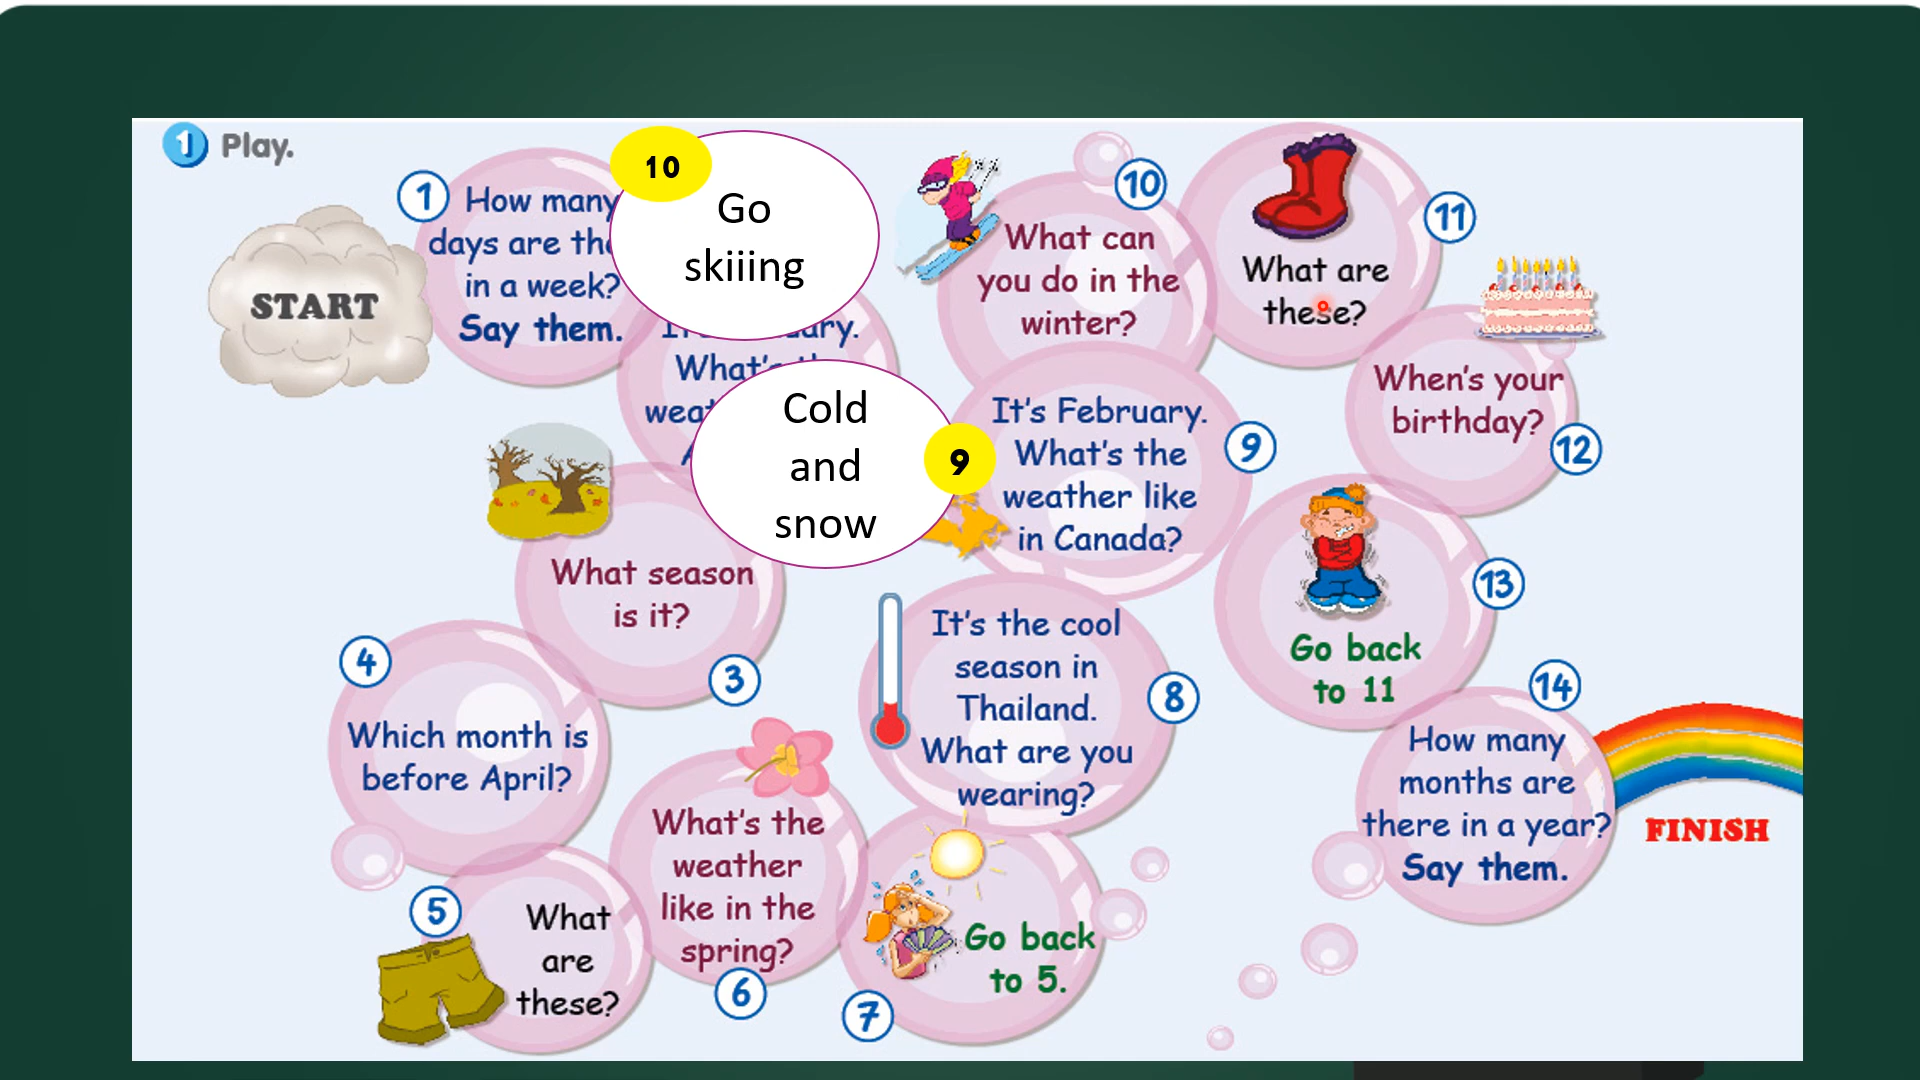 1 Play.
START
1
How many
days are the
in a week?
Say them.
10
Go
skiiing
What's
Cold
and
snow
9
What season
is it?
3
4
Which month is
before April?
5
What
are
these?
What's the
weather
like in the
spring?
6
7
Go back
to 5.
It's the cool
season in
Thailand.
What are you
wearing?
8
It's February.
What's the
weather like
in Canada?
9
10
What can
you do in the
winter?
11
What are
these?
When's your
birthday?
12
13
Go back
to 11
14
How many
months are
there in a year?
Say them.
FINISH